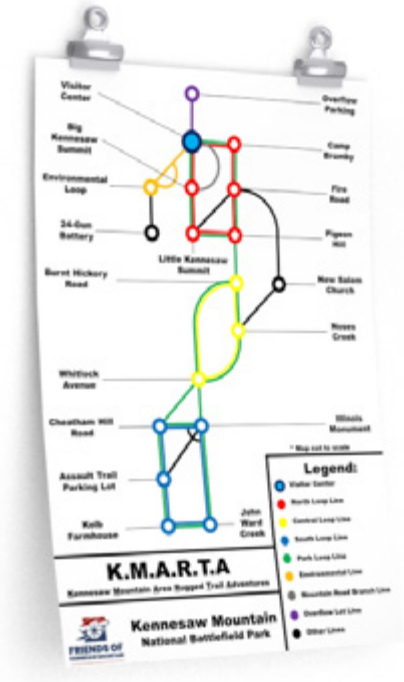 Visitor
Center
Overflow
Parking
Big
Kennesaw
Summit
Camp
Brumby
Environmental
Loop
Fire
Road
24-Gun
Battery
Pigeon
Hill
Little Kennesaw
Summit
Burnt Hickory
Road
New Salem
Church
Noses
Creek
Whitlock
Avenue
Cheatham Hill
Road
Illinois
Monument
* Map not to scale
Legend:
Visitor Center
North Loop Line
Central Loop Line
South Loop Line
Park Loop Line
Environmental Line
Mountain Road Branch Line
Overflow Lot Line
Other Lines
Assault Trail
Parking Lot
Kolb
Farmhouse
John
Ward
Creek
K.M.A.R.T.A
Kennesaw Mountain Area Rugged Trail Adventures
Kennesaw Mountain
National Battlefield Park
FRIENDS OF
KENNESAW MOUNTAIN